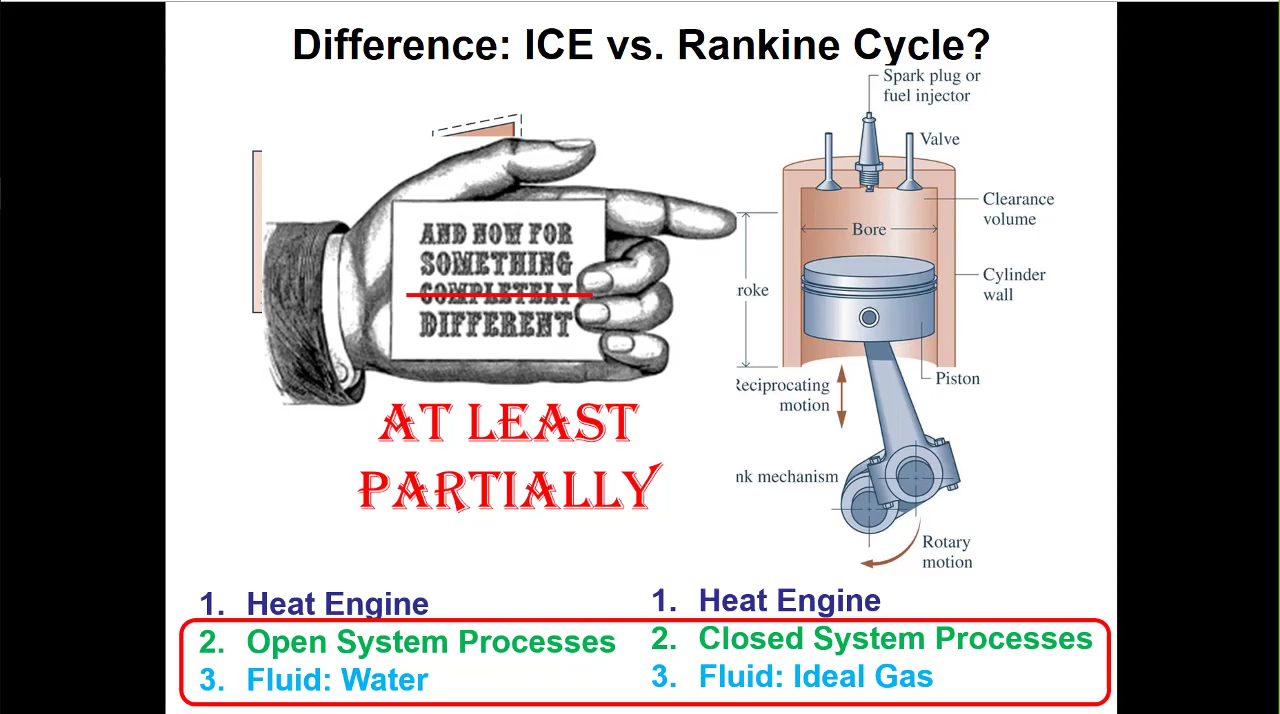 Difference: ICE vs. Rankine Cycle?
Spark plug or
fuel injector
Valve
Clearance
volume
Bore
Cylinder
wall
roke
Piston
Reciprocating
motion
nk mechanism
Rotary
motion
AND NOW FOR
SOMETHING
COMPLETELY
DIFFERENT
AT LEAST
PARTIALLY
1. Heat Engine
2. Open System Processes
3. Fluid: Water
1. Heat Engine
2. Closed System Processes
3. Fluid: Ideal Gas